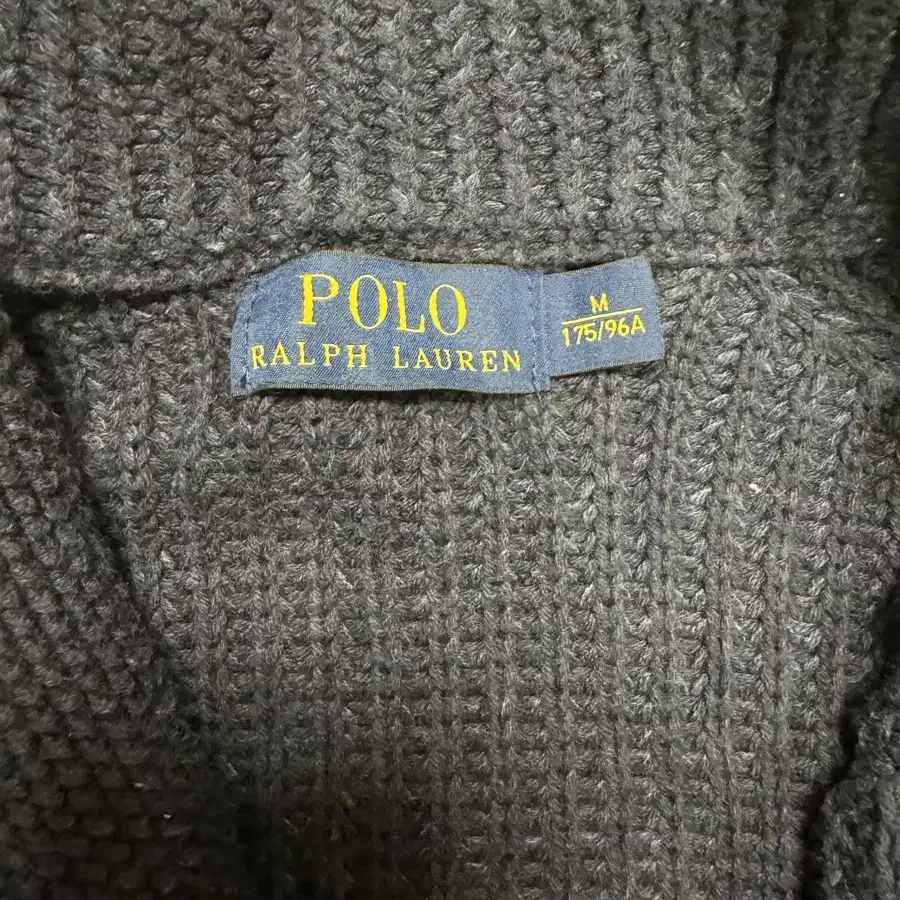 POLO
RALPH LAUREN
M
175/96A